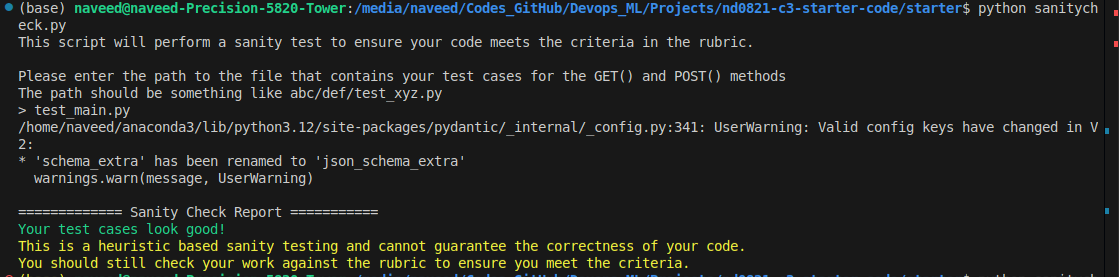 (base) naveed@naveed-Precision-5820-Tower:/media/naveed/Codes_GitHub/Devops_ML/Projects/nd0821-c3-starter-code/starter$ python sanitych
eck.py
This script will perform a sanity test to ensure your code meets the criteria in the rubric.
Please enter the path to the file that contains your test cases for the GET() and POST() methods
The path should be something like abc/def/test_xyz.py
> test_main.py
/home/naveed/anaconda3/lib/python3.12/site-packages/pydantic/_internal/_config.py:341: UserWarning: Valid config keys have changed in V
2:
* 'schema_extra' has been renamed to 'json_schema_extra'
warnings.warn(message, UserWarning)
============= Sanity Check Report ===========
Your test cases look good!
This is a heuristic based sanity testing and cannot guarantee the correctness of your code.
You should still check your work against the rubric to ensure you meet the criteria.